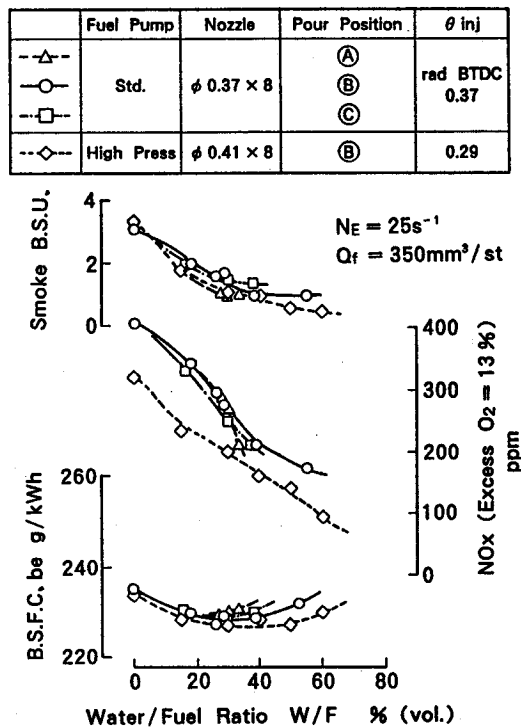 Fuel Pump Nozzle Pour Position θ inj
Ⓐ
Std. φ 0.37 × 8 Ⓑ rad BTDC
0.37
Ⓒ
High Press φ 0.41 × 8 Ⓑ 0.29
Smoke B.S.U.
4
2
0
N_E = 25s⁻¹
Q_f = 350mm³/st
NOx (Excess O₂ = 13%)
ppm
400
300
200
100
0
B.S.F.C. be g/kWh
260
240
220
0 20 40 60 80
Water/Fuel Ratio W/F % (vol.)